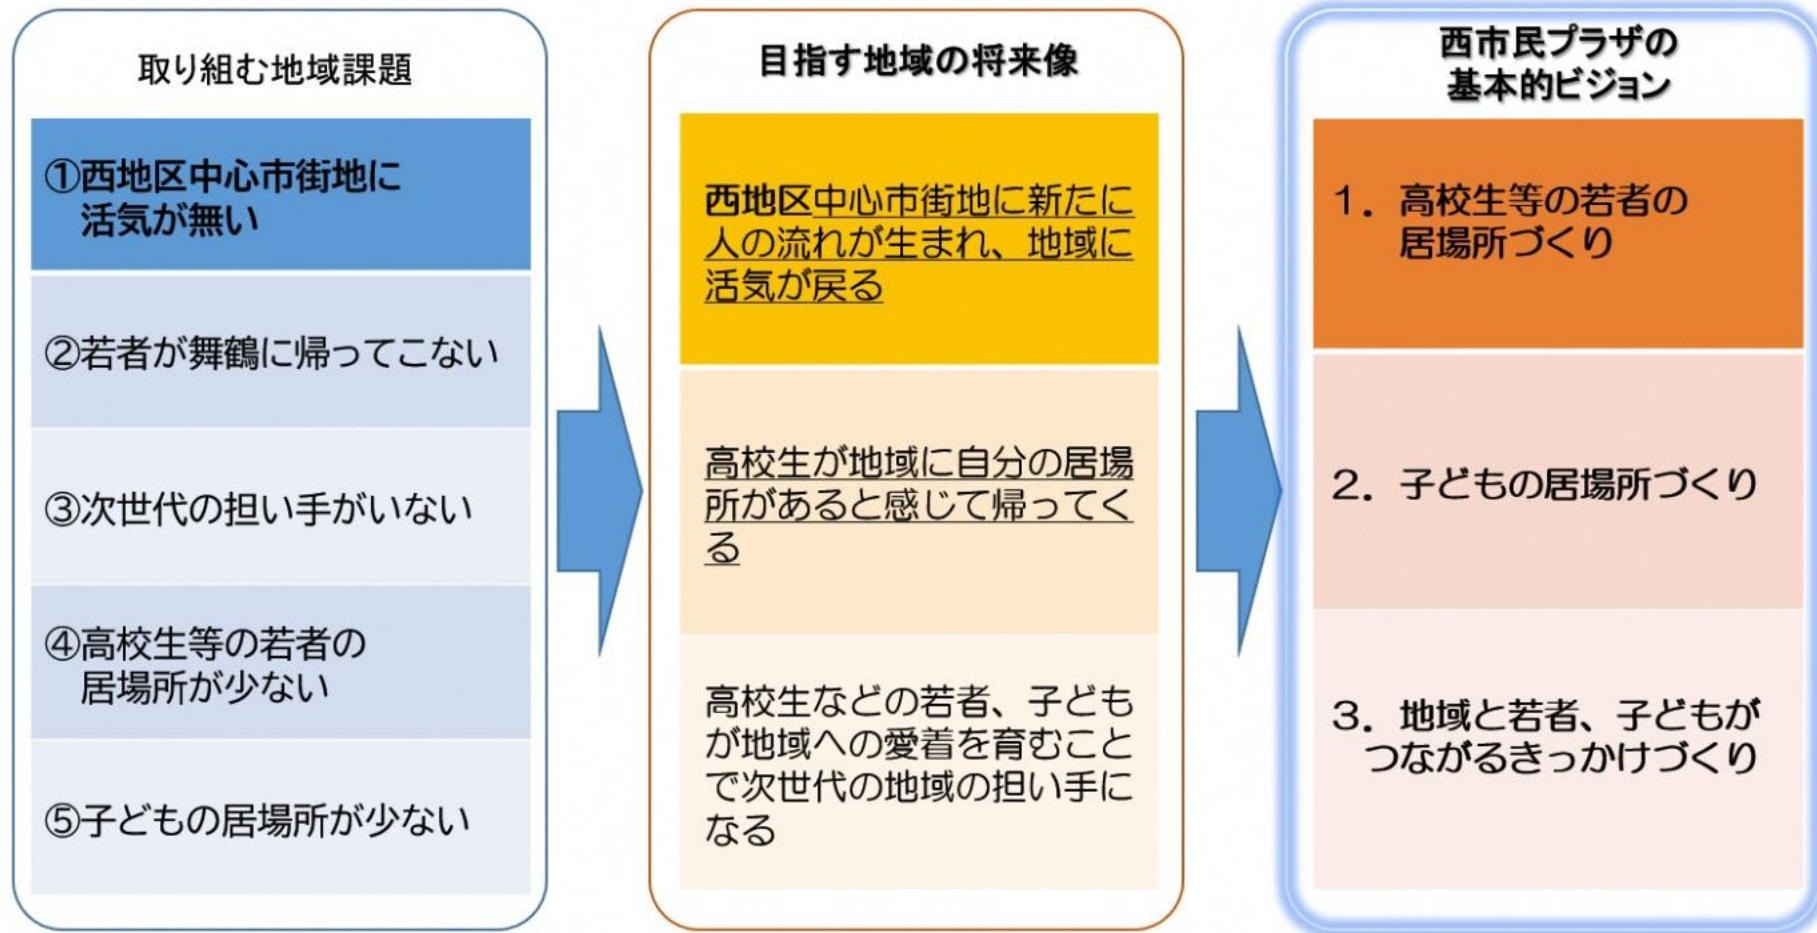 取り組む地域課題
①西地区中心市街地に
活気が無い
②若者が舞鶴に帰ってこない
③次世代の担い手がいない
④高校生等の若者の
居場所が少ない
⑤子どもの居場所が少ない
目指す地域の将来像
西地区中心市街地に新たに
人の流れが生まれ、地域に
活気が戻る
高校生が地域に自分の居場
所があると感じて帰ってく
る
高校生などの若者、子ども
が地域への愛着を育むこと
で次世代の地域の担い手に
なる
西市民プラザの
基本的ビジョン
１．高校生等の若者の
居場所づくり
２．子どもの居場所づくり
３．地域と若者、子どもが
つながるきっかけづくり